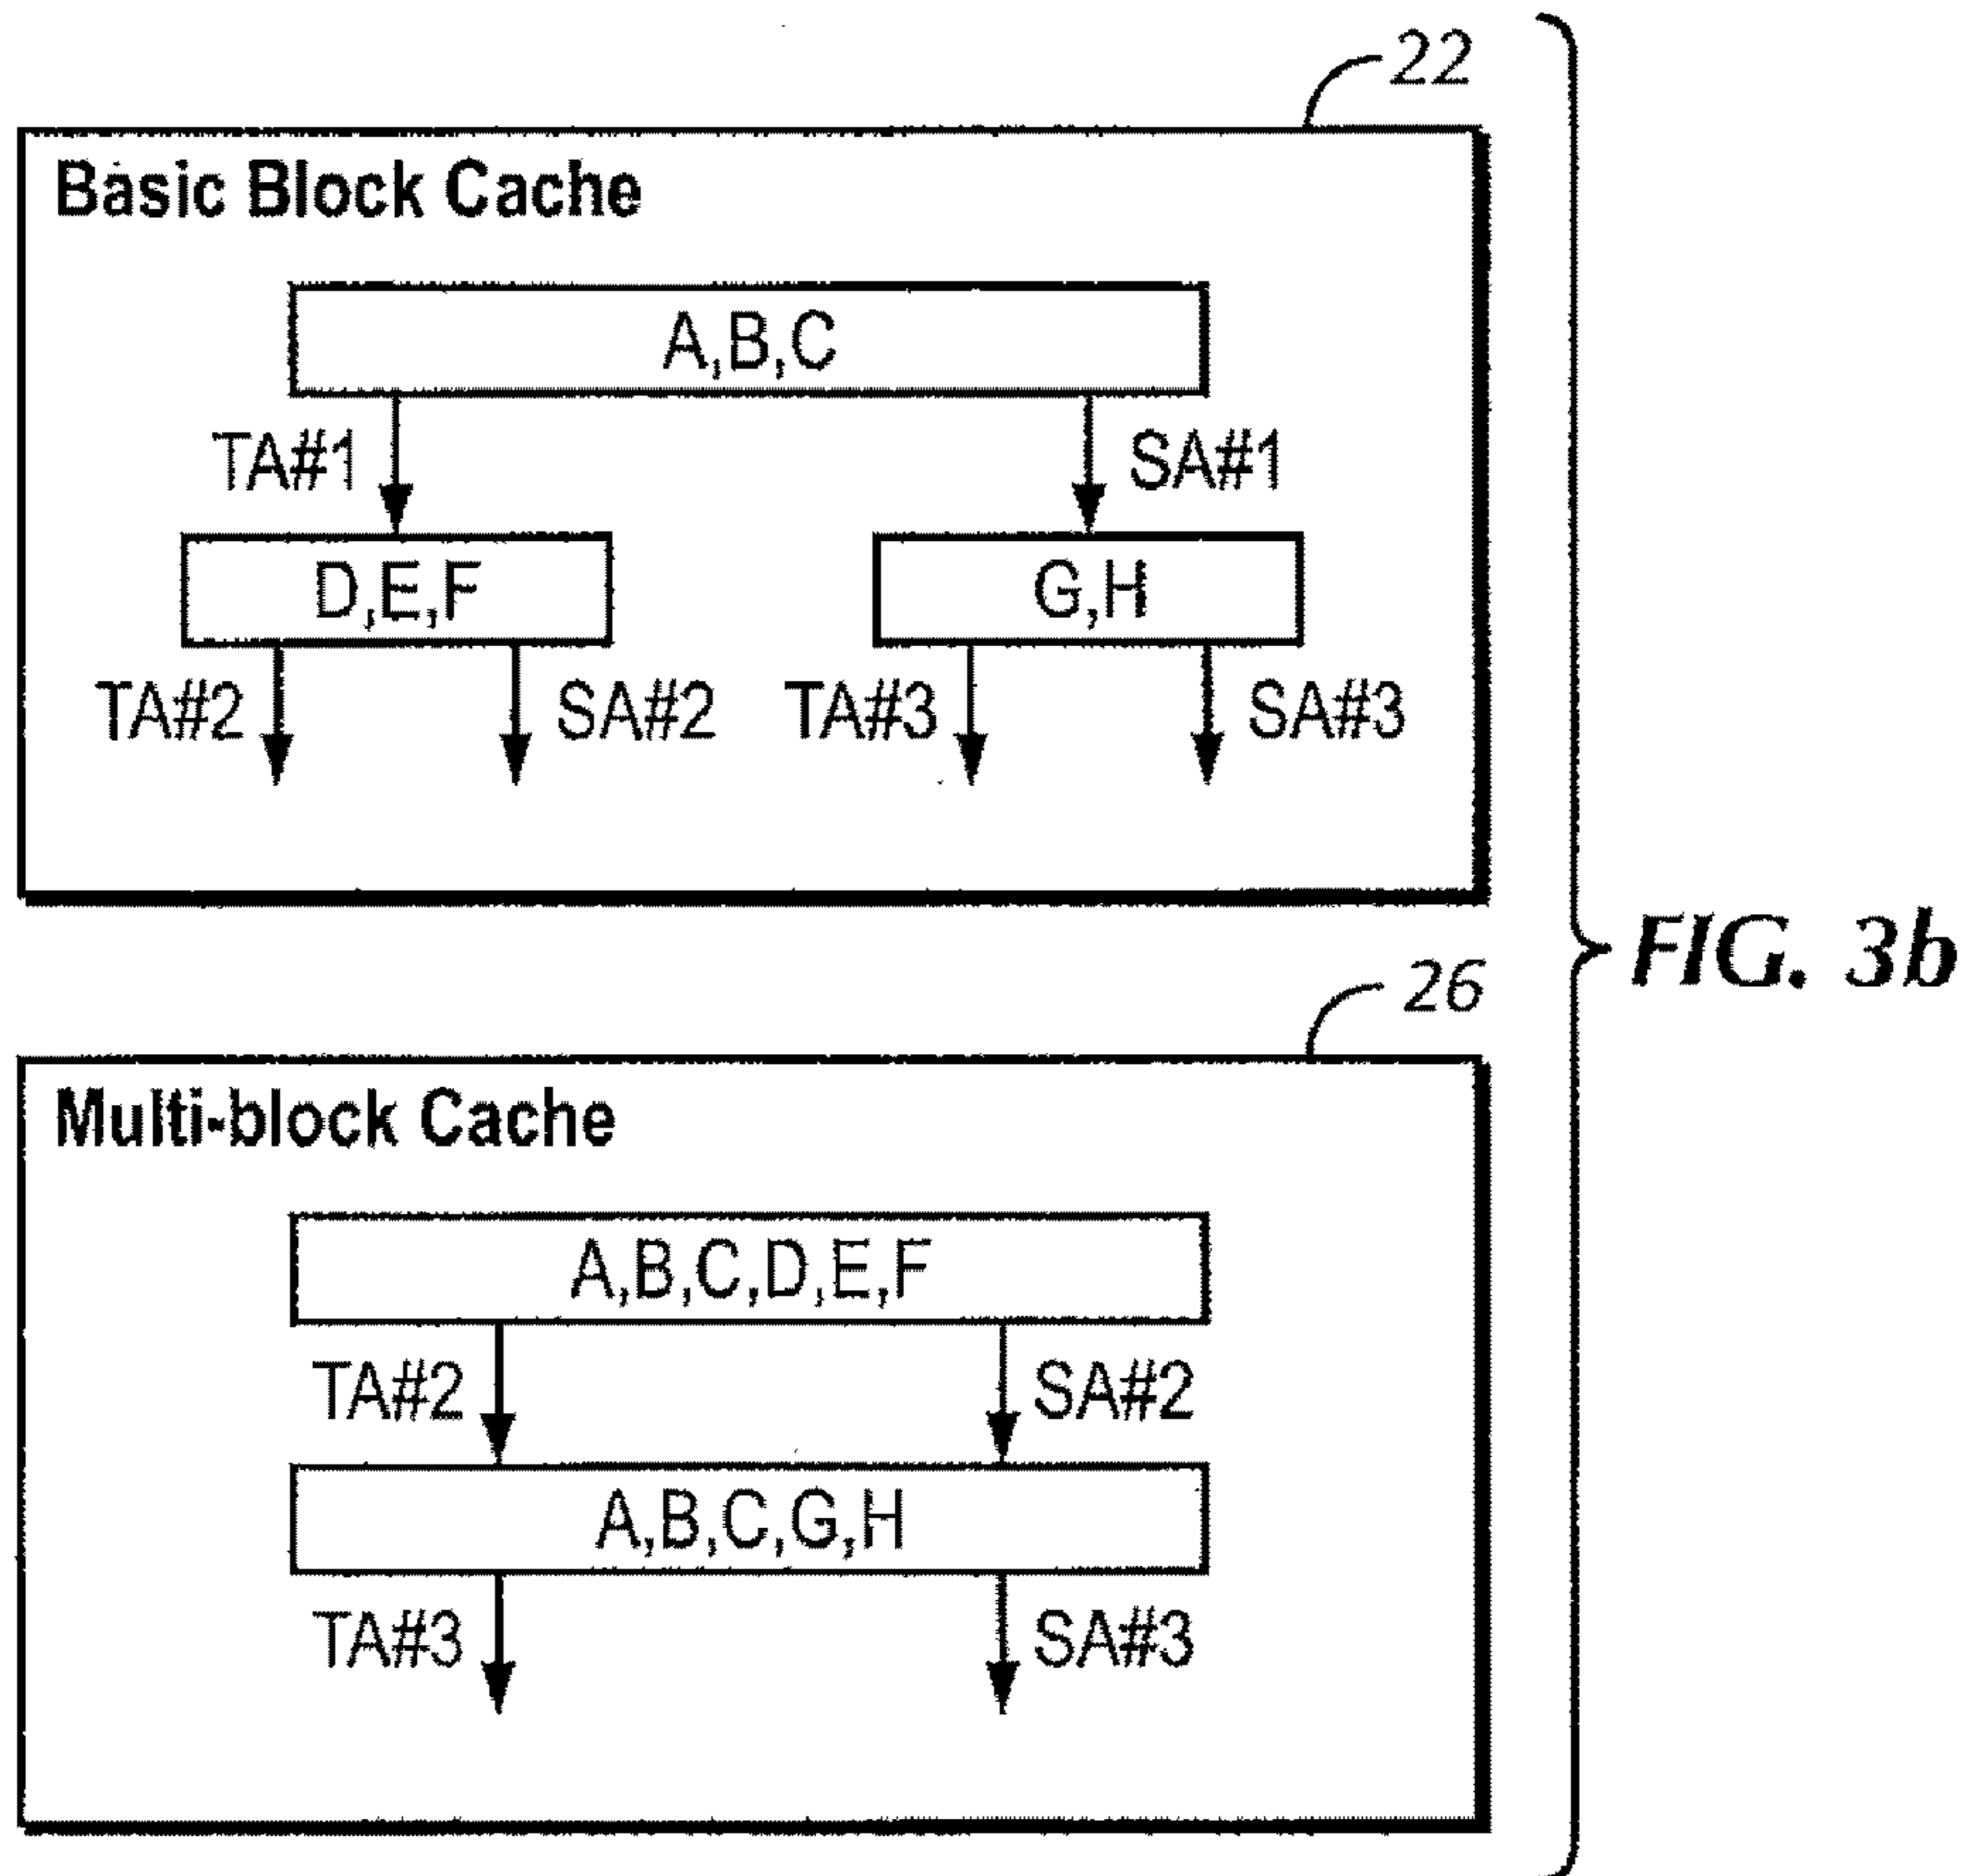 22
Basic Block Cache
A,B,C
TA#1 SA#1
D,E,F G,H
TA#2 SA#2 TA#3 SA#3
FIG. 3b
26
Multi-block Cache
A,B,C,D,E,F
TA#2 SA#2
A,B,C,G,H
TA#3 SA#3